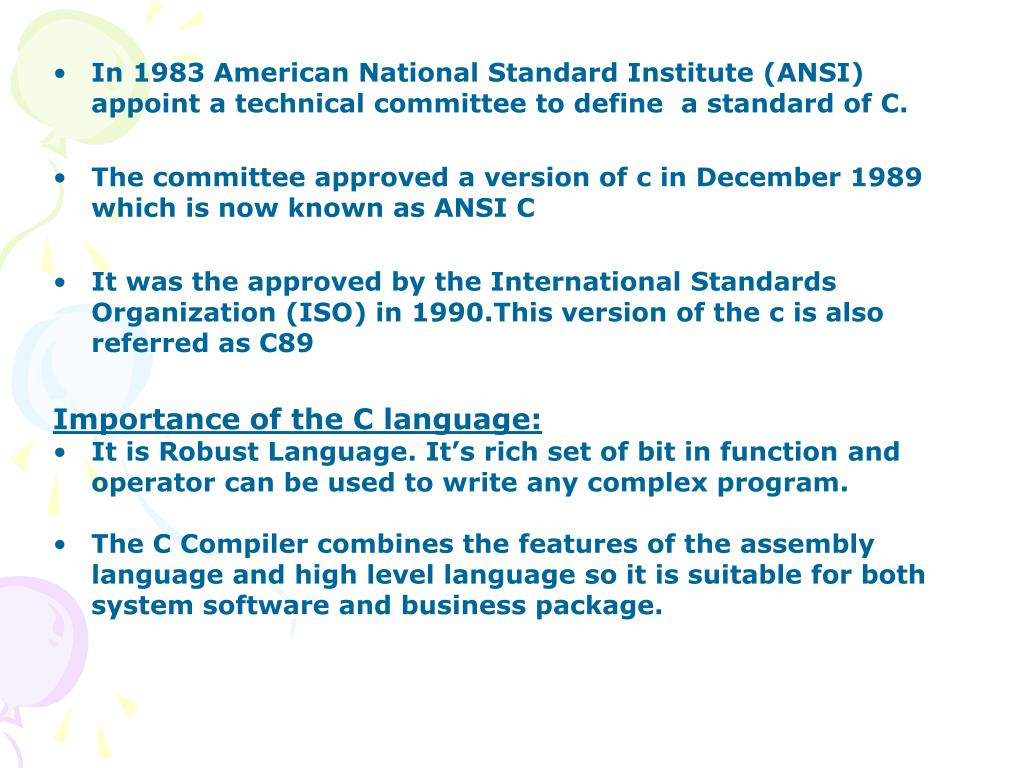 • In 1983 American National Standard Institute (ANSI)
appoint a technical committee to define  a standard of C.
• The committee approved a version of c in December 1989
which is now known as ANSI C
• It was the approved by the International Standards
Organization (ISO) in 1990.This version of the c is also
referred as C89
Importance of the C language:
• It is Robust Language. It’s rich set of bit in function and
operator can be used to write any complex program.
• The C Compiler combines the features of the assembly
language and high level language so it is suitable for both
system software and business package.